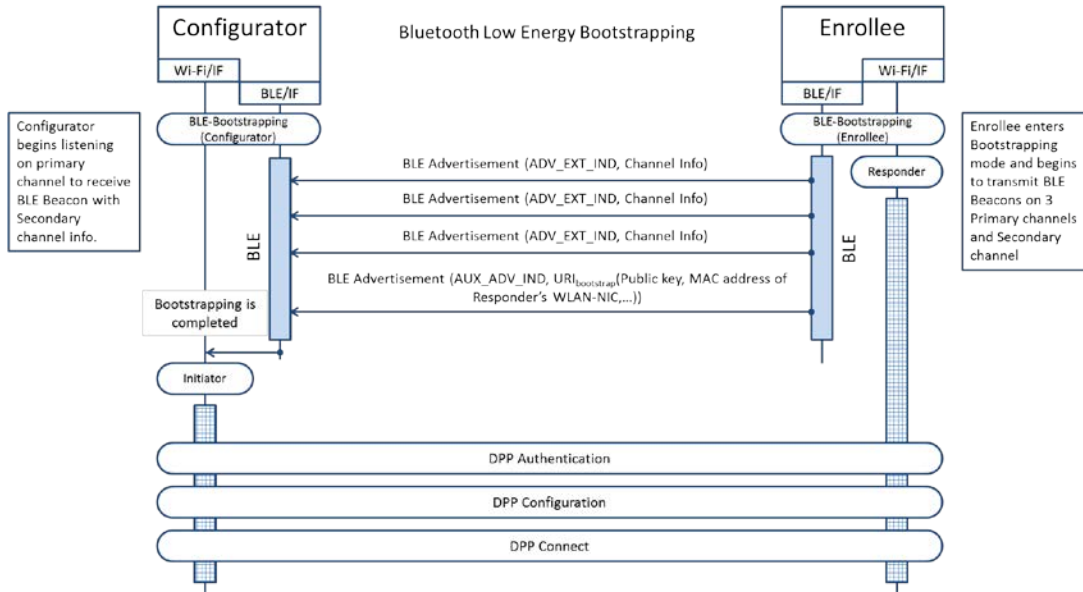 Configurator
Bluetooth Low Energy Bootstrapping
Enrollee
Wi-Fi/IF
BLE/IF
BLE/IF
Wi-Fi/IF
BLE-Bootstrapping
(Configurator)
BLE-Bootstrapping
(Enrollee)
Configurator
begins listening
on primary
channel to receive
BLE Beacon with
Secondary
channel info.
Enrollee enters
Bootstrapping
mode and begins
to transmit BLE
Beacons on 3
Primary channels
and Secondary
channel
Responder
BLE Advertisement (ADV_EXT_IND, Channel Info)
BLE Advertisement (ADV_EXT_IND, Channel Info)
BLE Advertisement (ADV_EXT_IND, Channel Info)
BLE
BLE
BLE Advertisement (AUX_ADV_IND, URIbootstrap(Public key, MAC address of
Responder's WLAN-NIC,...))
Bootstrapping is
completed
Initiator
DPP Authentication
DPP Configuration
DPP Connect